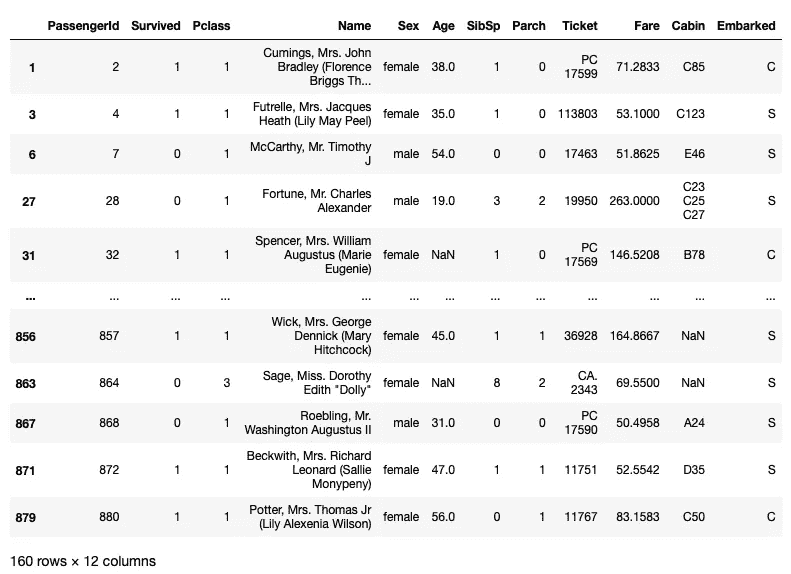 PassengerId Survived Pclass Name Sex Age SibSp Parch Ticket Fare Cabin Embarked
1 2 1 1 Cumings, Mrs. John Bradley (Florence Briggs Th... female 38.0 1 0 PC 17599 71.2833 C85 C
3 4 1 1 Futrelle, Mrs. Jacques Heath (Lily May Peel) female 35.0 1 0 113803 53.1000 C123 S
6 7 0 1 McCarthy, Mr. Timothy J male 54.0 0 0 17463 51.8625 E46 S
27 28 0 1 Fortune, Mr. Charles Alexander male 19.0 3 2 19950 263.0000 C23 C25 C27 S
31 32 1 1 Spencer, Mrs. William Augustus (Marie Eugenie) female NaN 1 0 PC 17569 146.5208 B78 C
... ... ... ... ... ... ... ... ... ... ... ... ...
856 857 1 1 Wick, Mrs. George Dennick (Mary Hitchcock) female 45.0 1 1 36928 164.8667 NaN S
863 864 0 3 Sage, Miss. Dorothy Edith "Dolly" female NaN 8 2 CA. 2343 69.5500 NaN S
867 868 0 1 Roebling, Mr. Washington Augustus II male 31.0 0 0 PC 17590 50.4958 A24 S
871 872 1 1 Beckwith, Mrs. Richard Leonard (Sallie Monypeny) female 47.0 1 1 11751 52.5542 D35 S
879 880 1 1 Potter, Mrs. Thomas Jr (Lily Alexenia Wilson) female 56.0 0 1 11767 83.1583 C50 C
160 rows × 12 columns